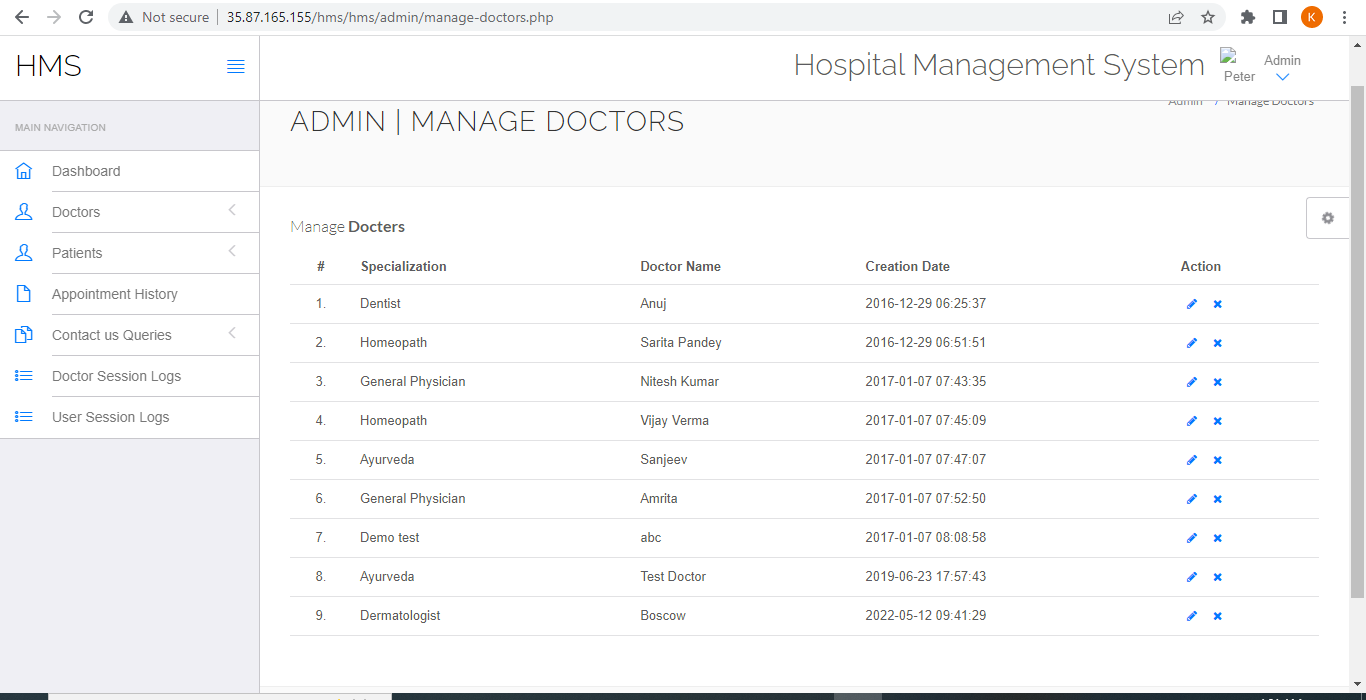 Not secure | 35.87.165.155/hms/hms/admin/manage-doctors.php K
HMS
Hospital Management System
Peter
Admin
MAIN NAVIGATION
Dashboard
Doctors
Patients
Appointment History
Contact us Queries
Doctor Session Logs
User Session Logs
Admin / Manage Doctors
ADMIN | MANAGE DOCTORS
Manage Docters
# Specialization Doctor Name Creation Date Action
1. Dentist Anuj 2016-12-29 06:25:37
2. Homeopath Sarita Pandey 2016-12-29 06:51:51
3. General Physician Nitesh Kumar 2017-01-07 07:43:35
4. Homeopath Vijay Verma 2017-01-07 07:45:09
5. Ayurveda Sanjeev 2017-01-07 07:47:07
6. General Physician Amrita 2017-01-07 07:52:50
7. Demo test abc 2017-01-07 08:08:58
8. Ayurveda Test Doctor 2019-06-23 17:57:43
9. Dermatologist Boscow 2022-05-12 09:41:29